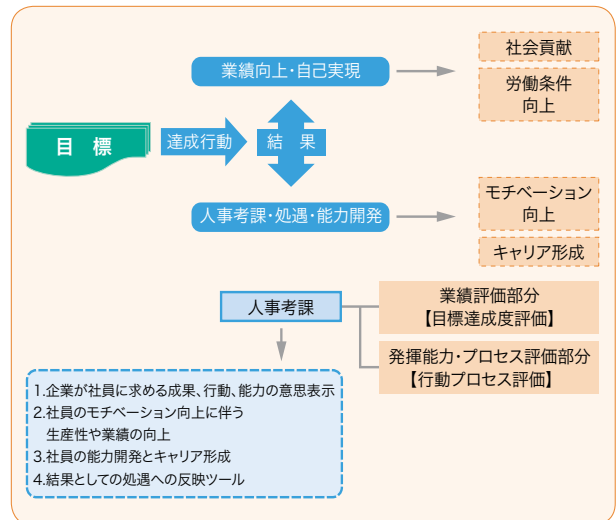 業績向上・自己実現
社会貢献
労働条件
向上
目 標
達成行動
結 果
人事考課・処遇・能力開発
モチベーション
向上
キャリア形成
人事考課
業績評価部分
【目標達成度評価】
発揮能力・プロセス評価部分
【行動プロセス評価】
1.企業が社員に求める成果、行動、能力の意思表示
2.社員のモチベーション向上に伴う
生産性や業績の向上
3.社員の能力開発とキャリア形成
4.結果としての処遇への反映ツール